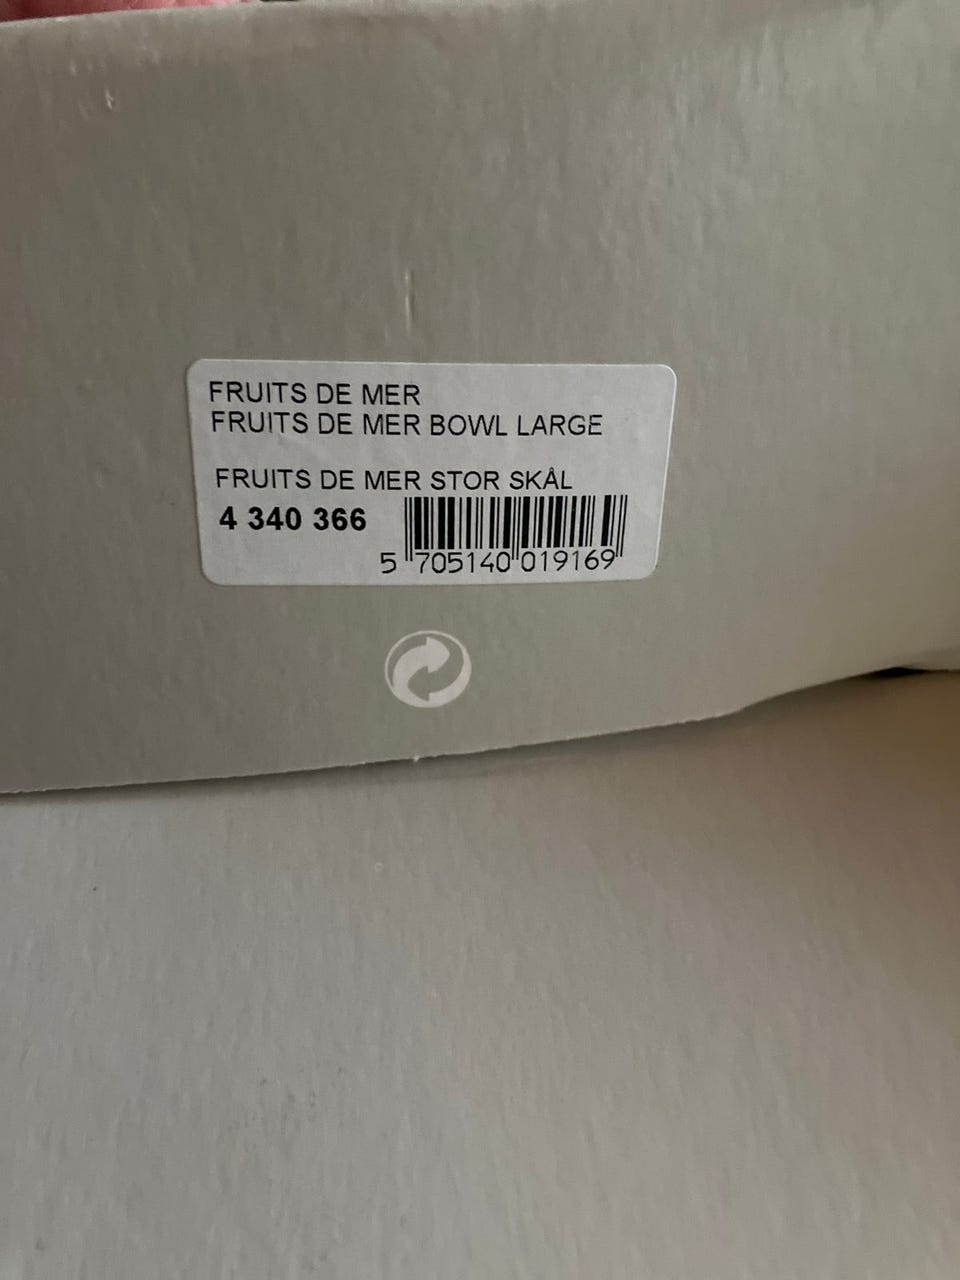 FRUITS DE MER
FRUITS DE MER BOWL LARGE
FRUITS DE MER STOR SKÅL
4 340 366
5 705140 019169